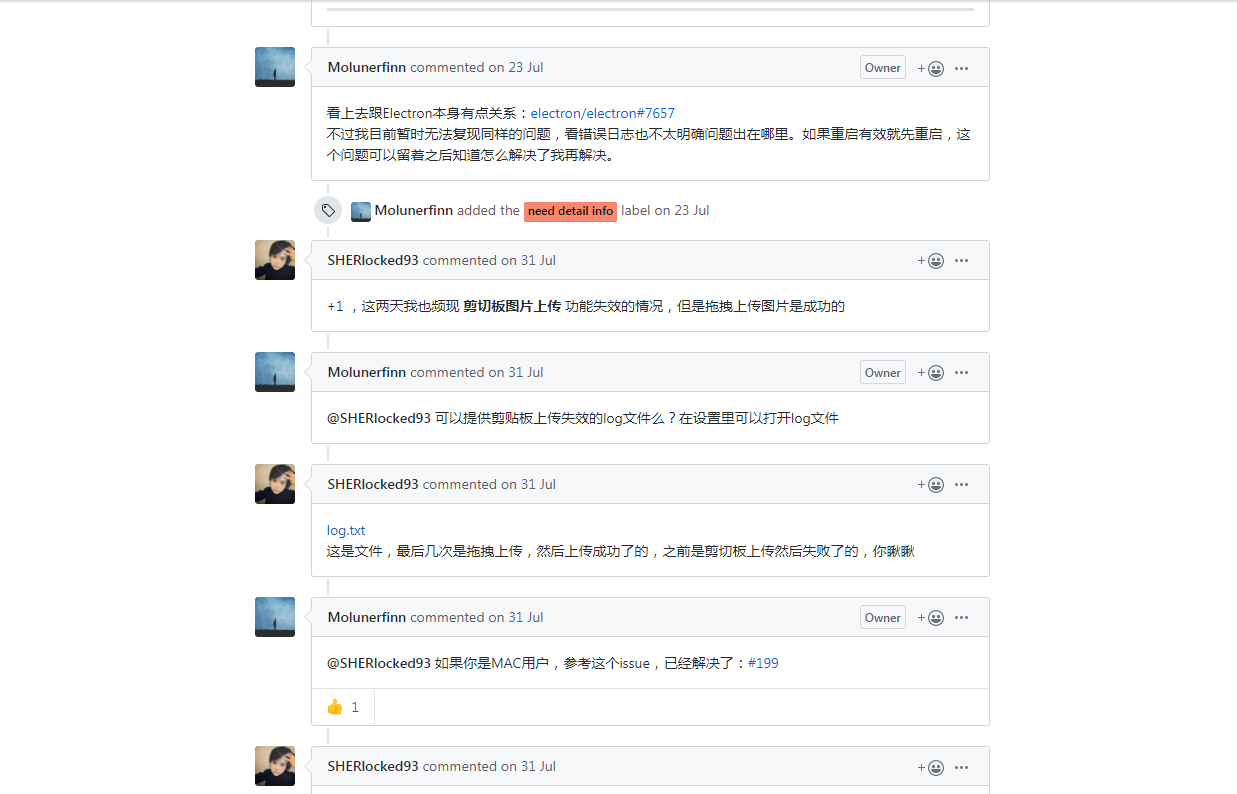 Molunerfinn commented on 23 Jul Owner +
看上去跟Electron本身有点关系：electron/electron#7657
不过我目前暂时无法复现同样的问题，看错误日志也不太明确问题出在哪里。如果重启有效就先重启，这
个问题可以留着之后知道怎么解决了我再解决。
Molunerfinn added the need detail info label on 23 Jul
SHERlocked93 commented on 31 Jul +
+1 ，这两天我也频现 剪切板图片上传 功能失效的情况，但是拖拽上传图片是成功的
Molunerfinn commented on 31 Jul Owner +
@SHERlocked93 可以提供剪贴板上传失效的log文件么？在设置里可以打开log文件
SHERlocked93 commented on 31 Jul +
log.txt
这是文件，最后几次是拖拽上传，然后上传成功了的，之前是剪切板上传然后失败了的，你瞅瞅
Molunerfinn commented on 31 Jul Owner +
@SHERlocked93 如果你是MAC用户，参考这个issue，已经解决了：#199
👍 1
SHERlocked93 commented on 31 Jul +